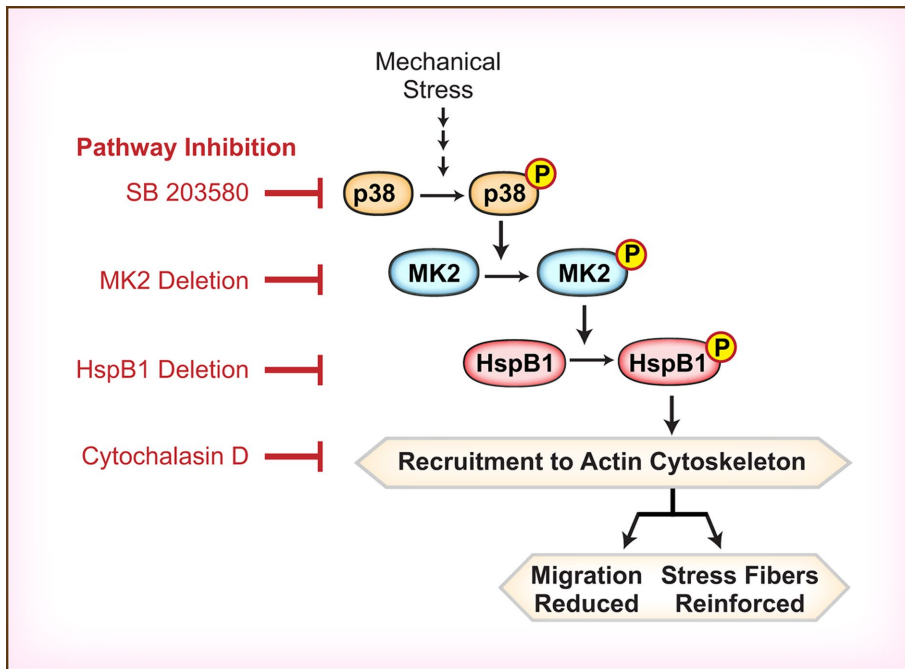 Mechanical
Stress
Pathway Inhibition
SB 203580
p38
p38
P
MK2 Deletion
MK2
MK2
P
HspB1 Deletion
HspB1
HspB1
P
Cytochalasin D
Recruitment to Actin Cytoskeleton
Migration
Reduced
Stress Fibers
Reinforced